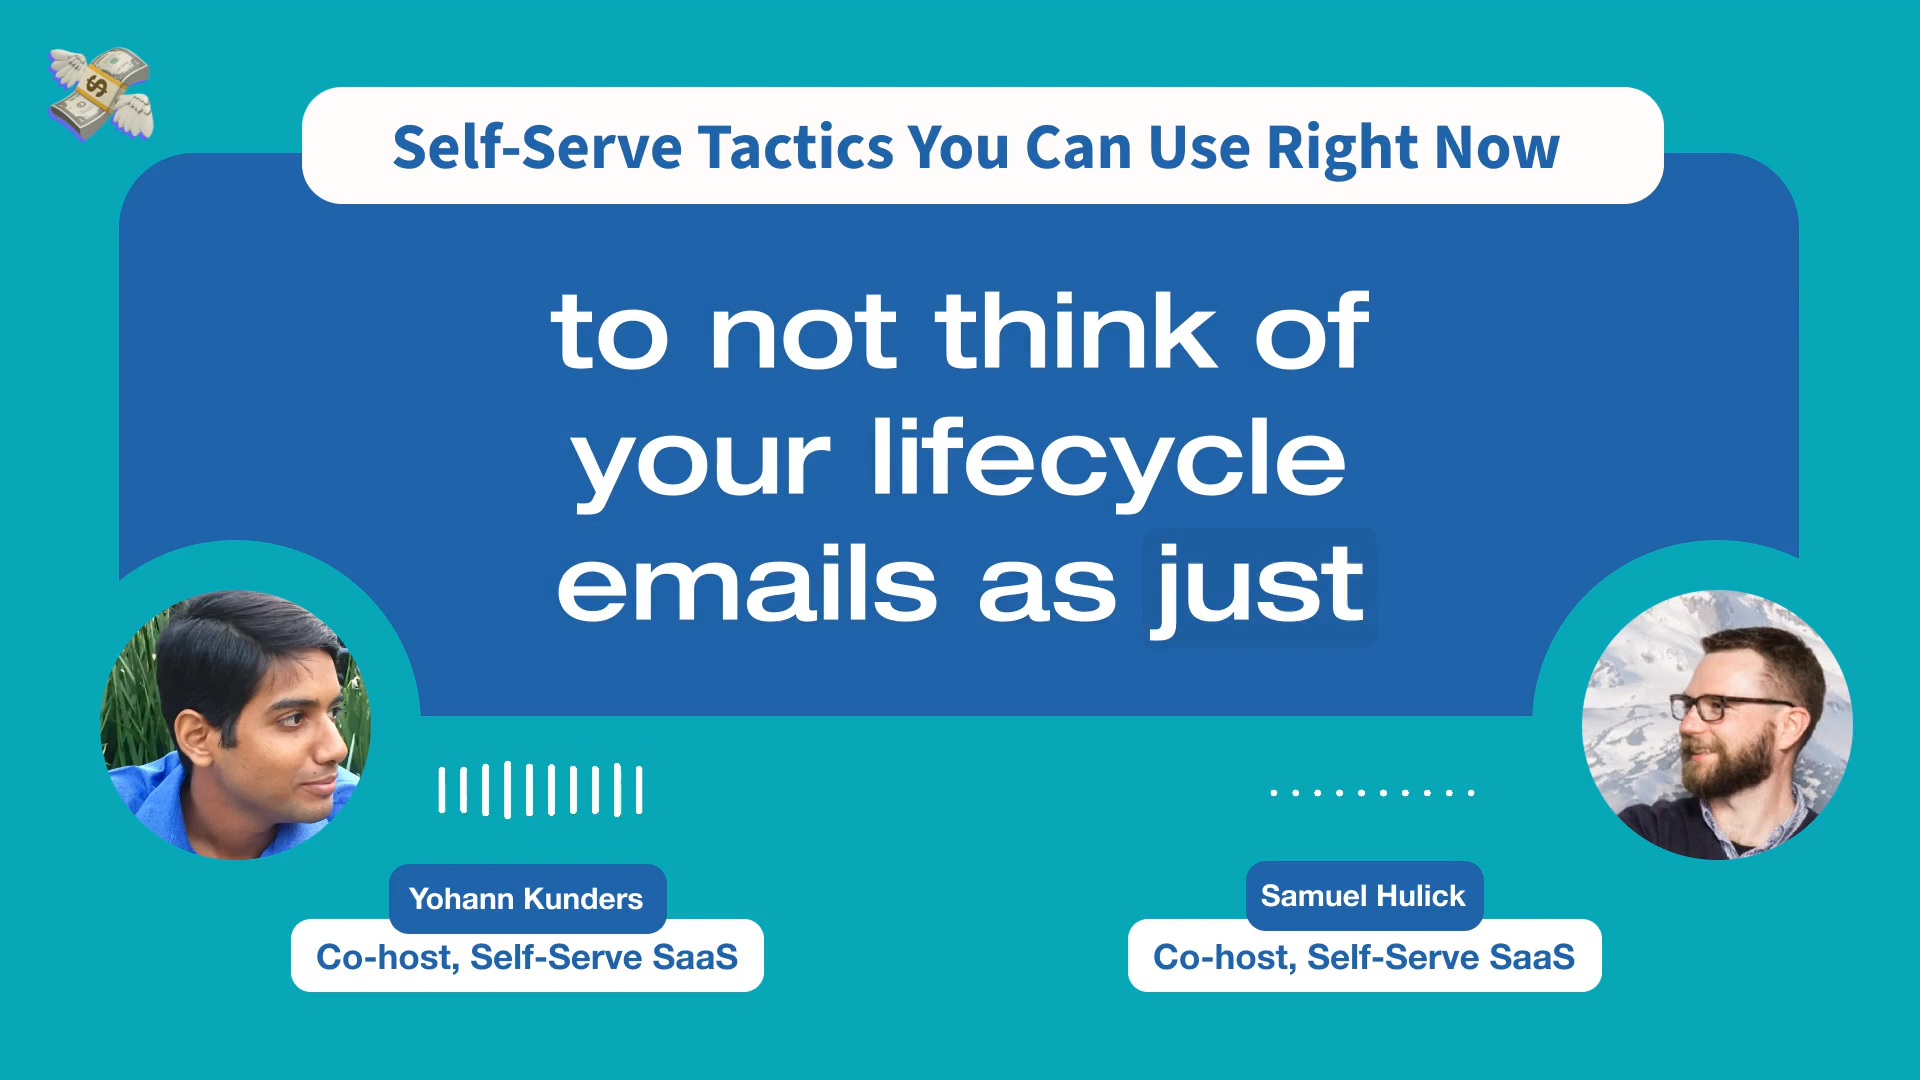 Self-Serve Tactics You Can Use Right Now
to not think of
your lifecycle
emails as just
Yohann Kunders
Co-host, Self-Serve SaaS
Samuel Hulick
Co-host, Self-Serve SaaS